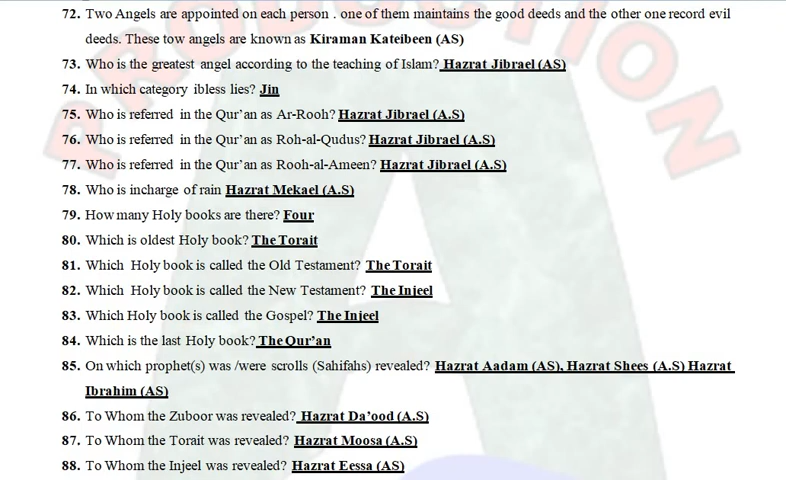 PRODUCTION
72. Two Angels are appointed on each person . one of them maintains the good deeds and the other one record evil
deeds. These tow angels are known as Kiraman Kateibeen (AS)
73. Who is the greatest angel according to the teaching of Islam? Hazrat Jibrael (AS)
74. In which category ibless lies? Jin
75. Who is referred in the Qur'an as Ar-Rooh? Hazrat Jibrael (A.S)
76. Who is referred in the Qur'an as Roh-al-Qudus? Hazrat Jibrael (A.S)
77. Who is referred in the Qur'an as Rooh-al-Ameen? Hazrat Jibrael (A.S)
78. Who is incharge of rain Hazrat Mekael (A.S)
79. How many Holy books are there? Four
80. Which is oldest Holy book? The Torait
81. Which Holy book is called the Old Testament? The Torait
82. Which Holy book is called the New Testament? The Injeel
83. Which Holy book is called the Gospel? The Injeel
84. Which is the last Holy book? The Qur'an
85. On which prophet(s) was /were scrolls (Sahifahs) revealed? Hazrat Aadam (AS), Hazrat Shees (A.S) Hazrat
Ibrahim (AS)
86. To Whom the Zuboor was revealed? Hazrat Da'ood (A.S)
87. To Whom the Torait was revealed? Hazrat Moosa (A.S)
88. To Whom the Injeel was revealed? Hazrat Eessa (AS)